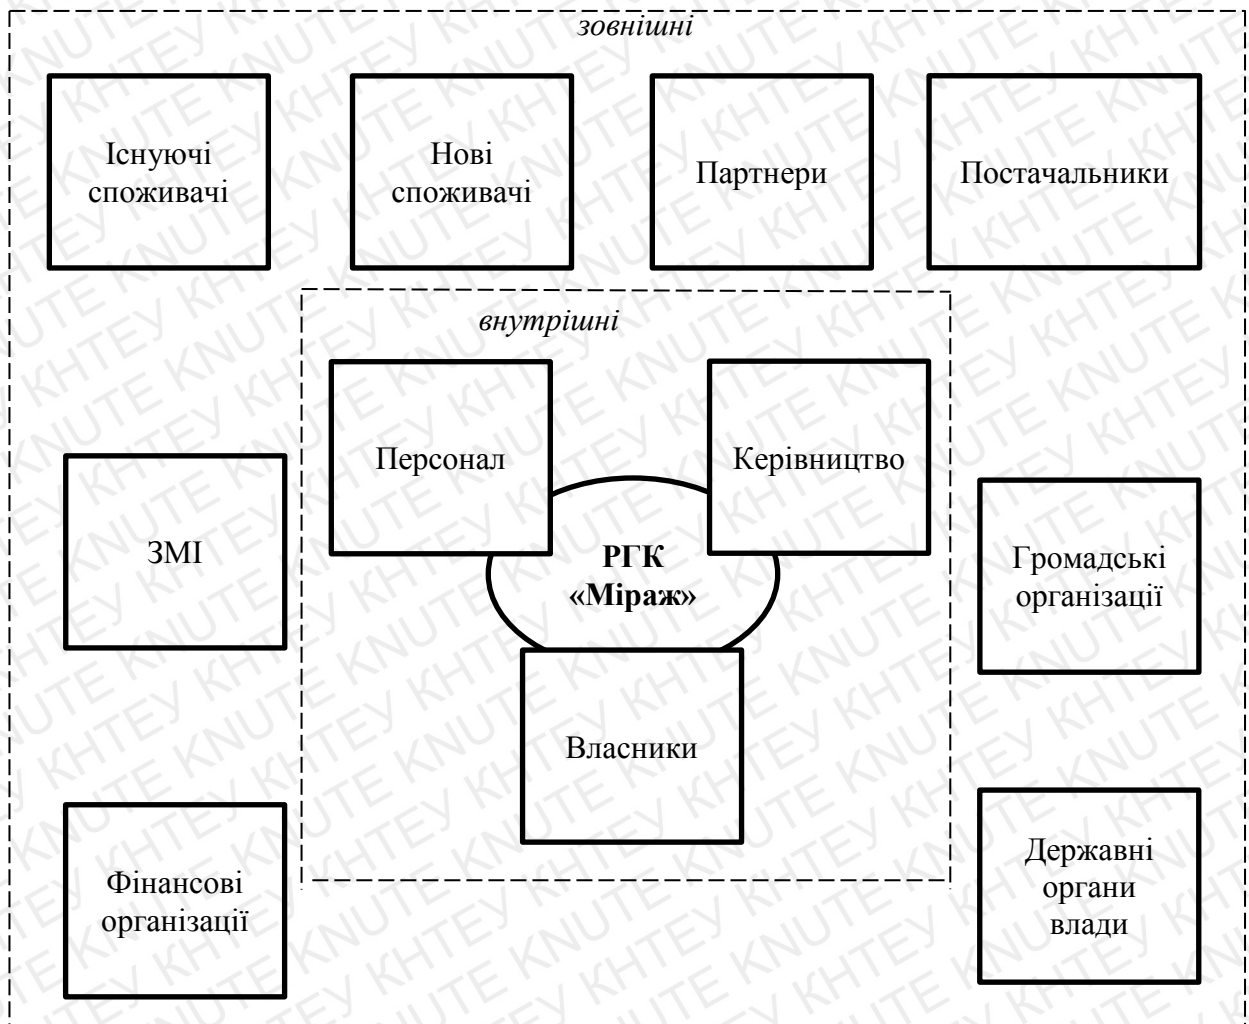 зовнішні
Існуючі
споживачі
Нові
споживачі
Партнери
Постачальники
внутрішні
Персонал
Керівництво
ЗМІ
РГК
«Міраж»
Громадські
організації
Власники
Фінансові
організації
Державні
органи
влади